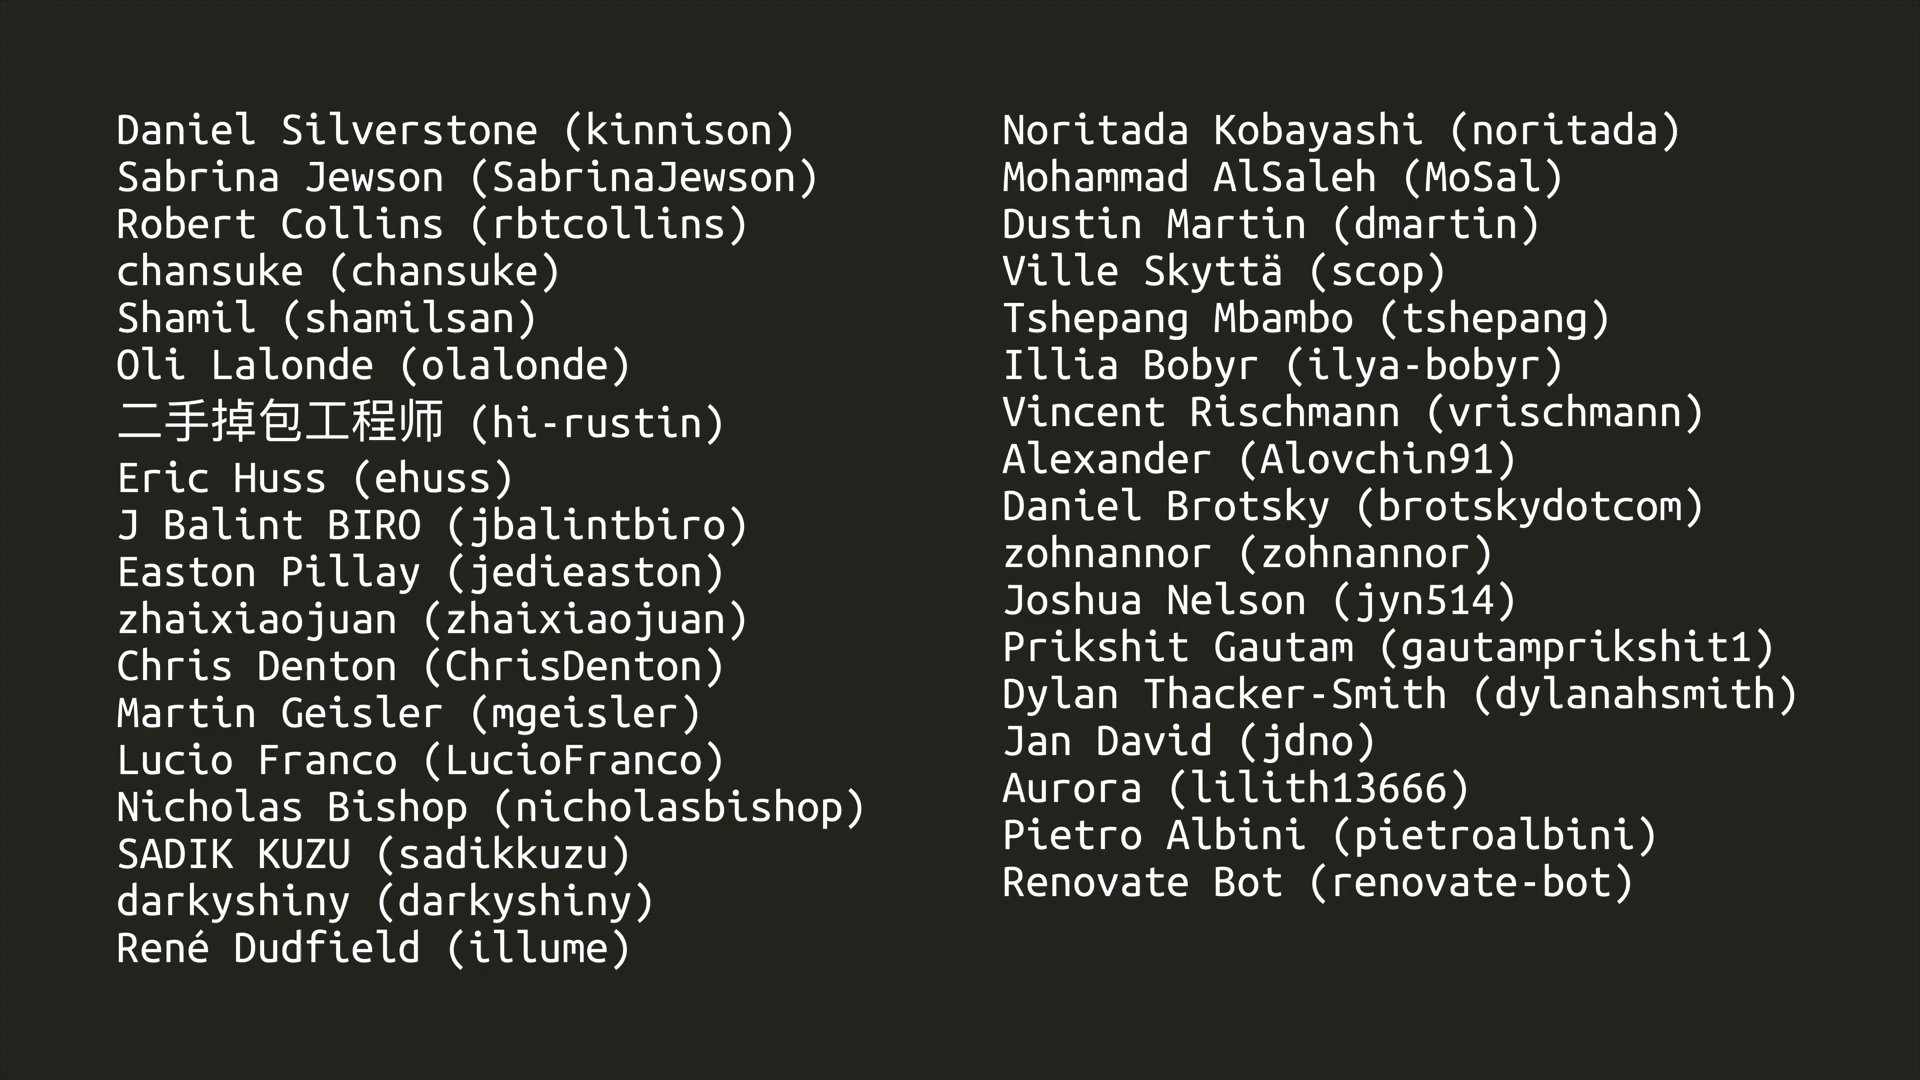 Daniel Silverstone (kinnison)
Sabrina Jewson (SabrinaJewson)
Robert Collins (rbtcollins)
chansuke (chansuke)
Shamil (shamilsan)
Oli Lalonde (olalonde)
二手掉包工程师 (hi-rustin)
Eric Huss (ehuss)
J Balint BIRO (jbalintbiro)
Easton Pillay (jedieaston)
zhaixiaojuan (zhaixiaojuan)
Chris Denton (ChrisDenton)
Martin Geisler (mgeisler)
Lucio Franco (LucioFranco)
Nicholas Bishop (nicholasbishop)
SADIK KUZU (sadikkuzu)
darkyshiny (darkyshiny)
René Dudfield (illume)
Noritada Kobayashi (noritada)
Mohammad AlSaleh (MoSal)
Dustin Martin (dmartin)
Ville Skyttä (scop)
Tshepang Mbambo (tshepang)
Illia Bobyr (ilya-bobyr)
Vincent Rischmann (vrischmann)
Alexander (Alovchin91)
Daniel Brotsky (brotskydotcom)
zohnannor (zohnannor)
Joshua Nelson (jyn514)
Prikshit Gautam (gautamprikshit1)
Dylan Thacker-Smith (dylanahsmith)
Jan David (jdno)
Aurora (lilith13666)
Pietro Albini (pietroalbini)
Renovate Bot (renovate-bot)